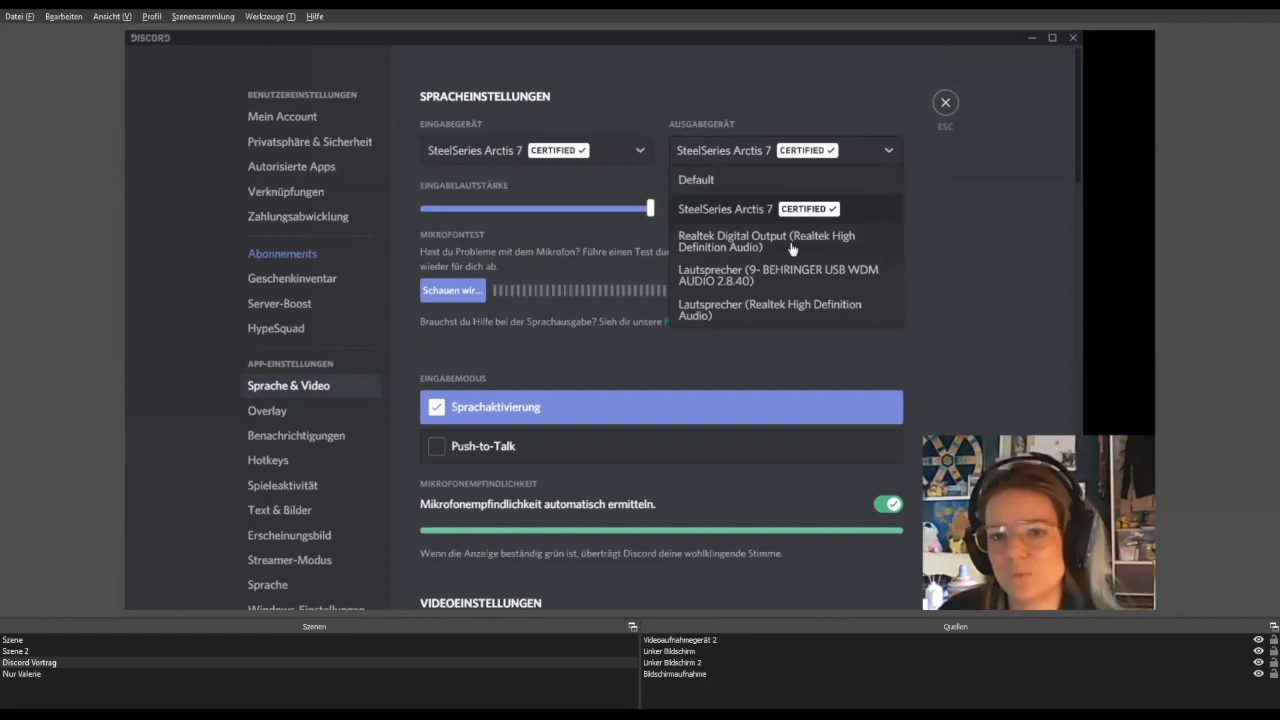 Datei (F) Bearbeiten Ansicht (V) Profil Szenensammlung Werkzeuge (T) Hilfe
DISCORD
BENUTZEREINSTELLUNGEN
Mein Account
Privatsphäre & Sicherheit
Autorisierte Apps
Verknüpfungen
Zahlungsabwicklung
Abonnements
Geschenkinventar
Server-Boost
HypeSquad
APP-EINSTELLUNGEN
Sprache & Video
Overlay
Benachrichtigungen
Hotkeys
Spieleaktivität
Text & Bilder
Erscheinungsbild
Streamer-Modus
Sprache
Windows-Einstellungen
SPRACHEINSTELLUNGEN
EINGABEGERÄT
SteelSeries Arctis 7 CERTIFIED
AUSGABEGERÄT
SteelSeries Arctis 7 CERTIFIED
Default
SteelSeries Arctis 7 CERTIFIED
Realtek Digital Output (Realtek High
Definition Audio)
Lautsprecher (9- BEHRINGER USB WDM
AUDIO 2.8.40)
Lautsprecher (Realtek High Definition
Audio)
ESC
EINGABELAUTSTÄRKE
MIKROFONTEST
Hast du Probleme mit dem Mikrofon? Führe einen Test
wieder für dich ab.
Schauen wir...
Brauchst du Hilfe bei der Sprachausgabe? Sieh dir unsere
EINGABEMODUS
Sprachaktivierung
Push-to-Talk
MIKROFONEMPFINDLICHKEIT
Mikrofonempfindlichkeit automatisch ermitteln.
Wenn die Anzeige beständig grün ist, überträgt Discord deine wohlklingende Stimme.
VIDEOEINSTELLUNGEN
Szenen
Szene
Szene 2
Discord Vortrag
Nur Valerie
Quellen
Videoaufnahmegerät 2
Linker Bildschirm
Linker Bildschirm 2
Bildschirmaufnahme